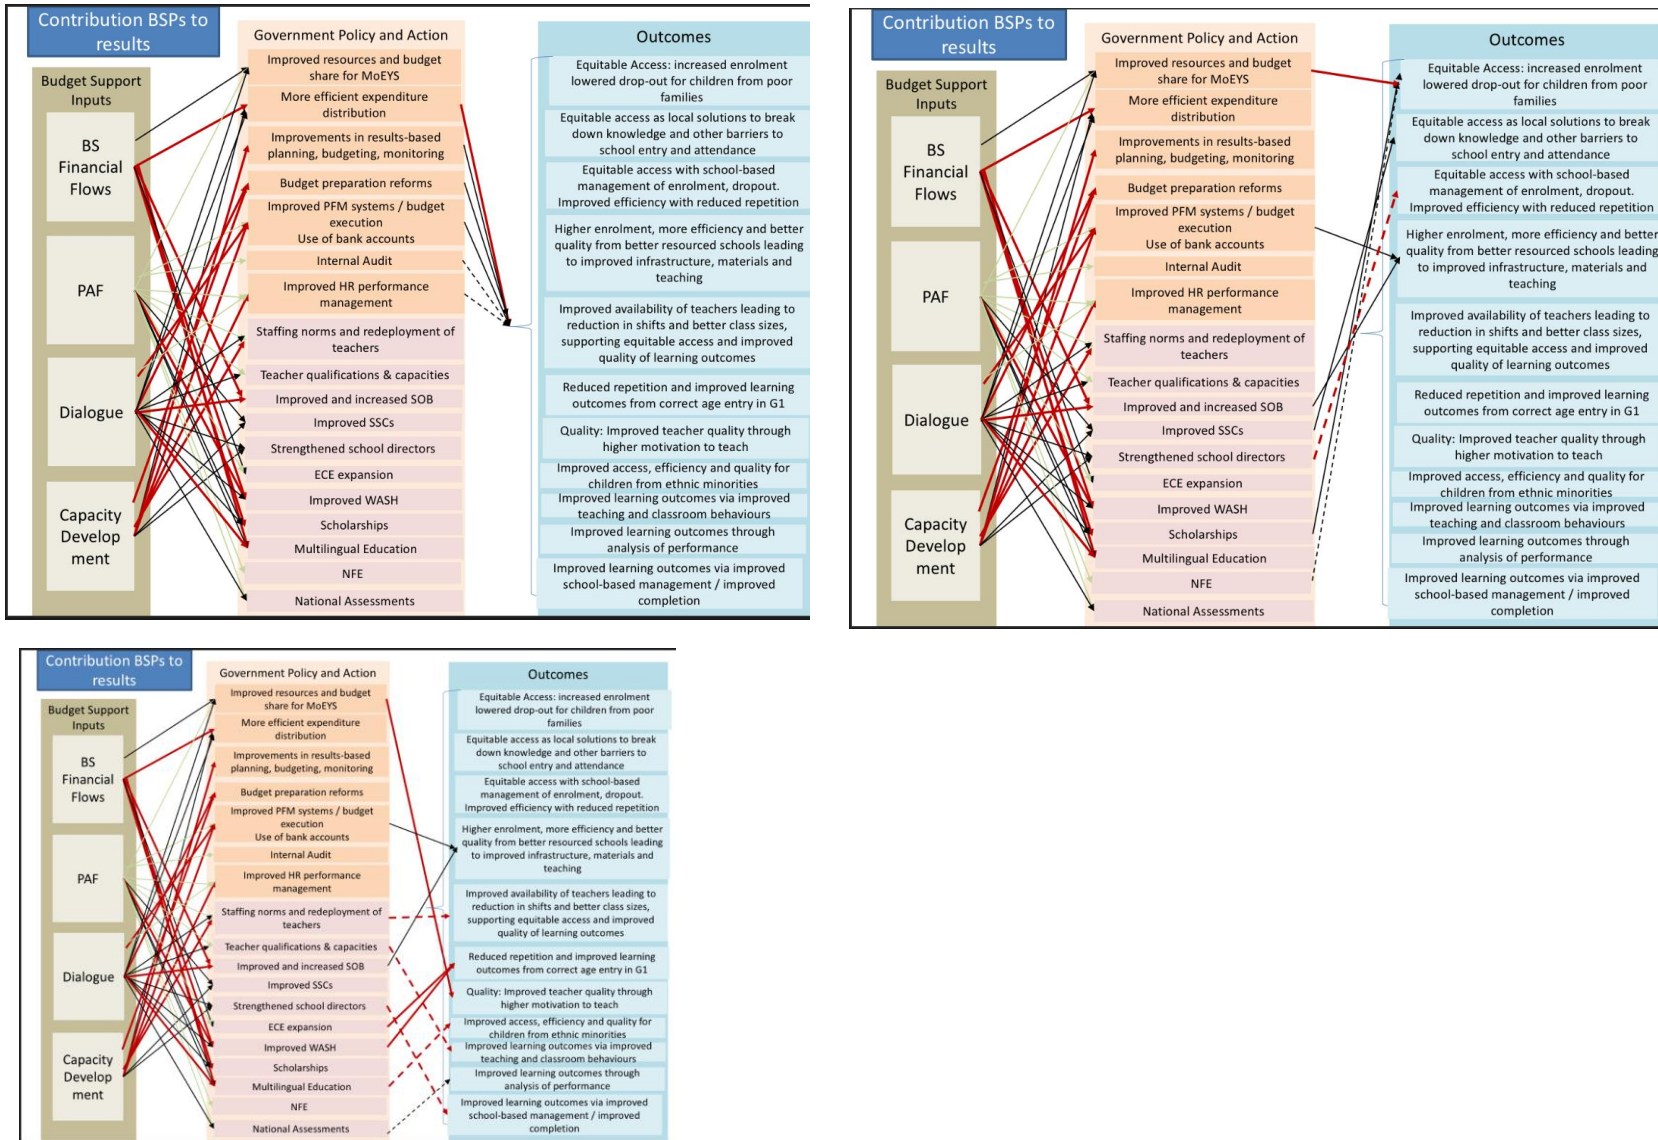 Contribution BSPs to
results
Budget Support
Inputs
BS
Financial
Flows
PAF
Dialogue
Capacity
Develop
ment
Government Policy and Action
Improved resources and budget
share for MoEYS
More efficient expenditure
distribution
Improvements in results-based
planning, budgeting, monitoring
Budget preparation reforms
Improved PFM systems / budget
execution
Use of bank accounts
Internal Audit
Improved HR performance
management
Staffing norms and redeployment of
teachers
Teacher qualifications & capacities
Improved and increased SOB
Improved SSCs
Strengthened school directors
ECE expansion
Improved WASH
Scholarships
Multilingual Education
NFE
National Assessments
Outcomes
Equitable Access: increased enrolment
lowered drop-out for children from poor
families
Equitable access as local solutions to break
down knowledge and other barriers to
school entry and attendance
Equitable access with school-based
management of enrolment, dropout.
Improved efficiency with reduced repetition
Higher enrolment, more efficiency and better
quality from better resourced schools leading
to improved infrastructure, materials and
teaching
Improved availability of teachers leading to
reduction in shifts and better class sizes,
supporting equitable access and improved
quality of learning outcomes
Reduced repetition and improved learning
outcomes from correct age entry in G1
Quality: Improved teacher quality through
higher motivation to teach
Improved access, efficiency and quality for
children from ethnic minorities
Improved learning outcomes via improved
teaching and classroom behaviours
Improved learning outcomes through
analysis of performance
Improved learning outcomes via improved
school-based management / improved
completion
Contribution BSPs to
results
Budget Support
Inputs
BS
Financial
Flows
PAF
Dialogue
Capacity
Develop
ment
Government Policy and Action
Improved resources and budget
share for MoEYS
More efficient expenditure
distribution
Improvements in results-based
planning, budgeting, monitoring
Budget preparation reforms
Improved PFM systems / budget
execution
Use of bank accounts
Internal Audit
Improved HR performance
management
Staffing norms and redeployment of
teachers
Teacher qualifications & capacities
Improved and increased SOB
Improved SSCs
Strengthened school directors
ECE expansion
Improved WASH
Scholarships
Multilingual Education
NFE
National Assessments
Outcomes
Equitable Access: increased enrolment
lowered drop-out for children from poor
families
Equitable access as local solutions to break
down knowledge and other barriers to
school entry and attendance
Equitable access with school-based
management of enrolment, dropout.
Improved efficiency with reduced repetition
Higher enrolment, more efficiency and better
quality from better resourced schools leading
to improved infrastructure, materials and
teaching
Improved availability of teachers leading to
reduction in shifts and better class sizes,
supporting equitable access and improved
quality of learning outcomes
Reduced repetition and improved learning
outcomes from correct age entry in G1
Quality: Improved teacher quality through
higher motivation to teach
Improved access, efficiency and quality for
children from ethnic minorities
Improved learning outcomes via improved
teaching and classroom behaviours
Improved learning outcomes through
analysis of performance
Improved learning outcomes via improved
school-based management / improved
completion
Contribution BSPs to
results
Budget Support
Inputs
BS
Financial
Flows
PAF
Dialogue
Capacity
Develop
ment
Government Policy and Action
Improved resources and budget
share for MoEYS
More efficient expenditure
distribution
Improvements in results-based
planning, budgeting, monitoring
Budget preparation reforms
Improved PFM systems / budget
execution
Use of bank accounts
Internal Audit
Improved HR performance
management
Staffing norms and redeployment of
teachers
Teacher qualifications & capacities
Improved and increased SOB
Improved SSCs
Strengthened school directors
ECE expansion
Improved WASH
Scholarships
Multilingual Education
NFE
National Assessments
Outcomes
Equitable Access: increased enrolment
lowered drop-out for children from poor
families
Equitable access as local solutions to break
down knowledge and other barriers to
school entry and attendance
Equitable access with school-based
management of enrolment, dropout.
Improved efficiency with reduced repetition
Higher enrolment, more efficiency and better
quality from better resourced schools leading
to improved infrastructure, materials and
teaching
Improved availability of teachers leading to
reduction in shifts and better class sizes,
supporting equitable access and improved
quality of learning outcomes
Reduced repetition and improved learning
outcomes from correct age entry in G1
Quality: Improved teacher quality through
higher motivation to teach
Improved access, efficiency and quality for
children from ethnic minorities
Improved learning outcomes via improved
teaching and classroom behaviours
Improved learning outcomes through
analysis of performance
Improved learning outcomes via improved
school-based management / improved
completion